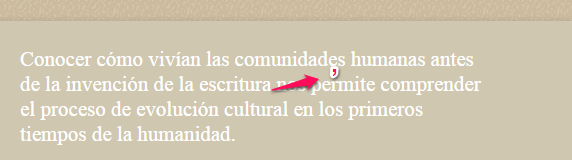 Conocer cómo vivían las comunidades humanas antes
de la invención de la escritura nos permite comprender
el proceso de evolución cultural en los primeros
tiempos de la humanidad.